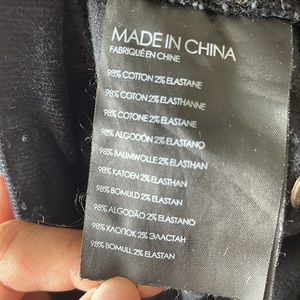 MADE IN CHINA
FABRIQUÉ EN CHINE
98% COTTON 2% ELASTANE
98% COTON 2% ELASTHANNE
98% COTONE 2% ELASTANE
98% ALGODÓN 2% ELASTANO
98% BAUMWOLLE 2% ELASTHAN
98% KATOEN 2% ELASTHAN
98% BOMULD 2% ELASTAN
98% ALGODÃO 2% ELASTANO
98% ХЛОПОК 2% ЭЛАСТАН
98% BOMULL 2% ELASTAN